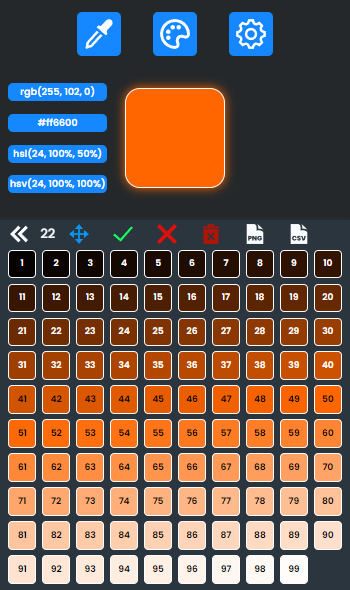 rgb(255, 102, 0)
#ff6600
hsl(24, 100%, 50%)
hsv(24, 100%, 100%)
22 PNG CSV
1 2 3 4 5 6 7 8 9 10
11 12 13 14 15 16 17 18 19 20
21 22 23 24 25 26 27 28 29 30
31 32 33 34 35 36 37 38 39 40
41 42 43 44 45 46 47 48 49 50
51 52 53 54 55 56 57 58 59 60
61 62 63 64 65 66 67 68 69 70
71 72 73 74 75 76 77 78 79 80
81 82 83 84 85 86 87 88 89 90
91 92 93 94 95 96 97 98 99